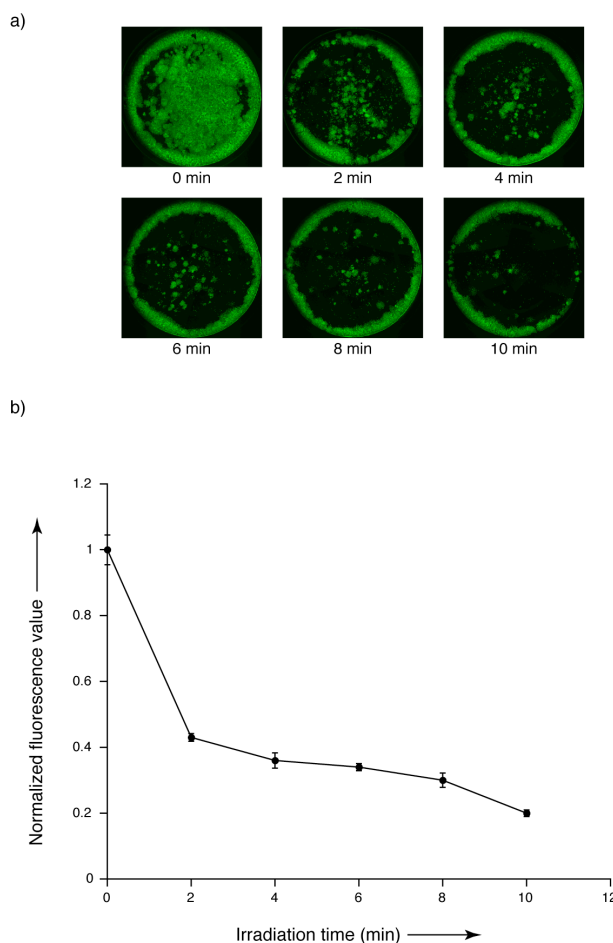 a)
0 min
2 min
4 min
6 min
8 min
10 min
b)
1.2
1
0.8
0.6
0.4
0.2
0
0
2
4
6
8
10
12
Normalized fluorescence value
Irradiation time (min)